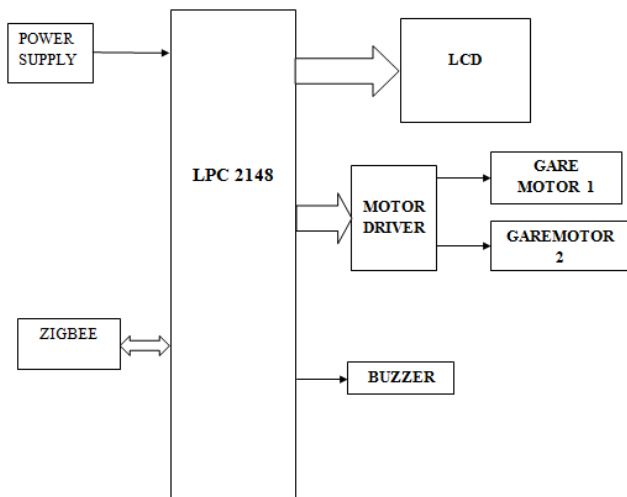 POWER
SUPPLY
LCD
LPC 2148
GARE
MOTOR 1
MOTOR
DRIVER
GAREMOTOR
2
ZIGBEE
BUZZER